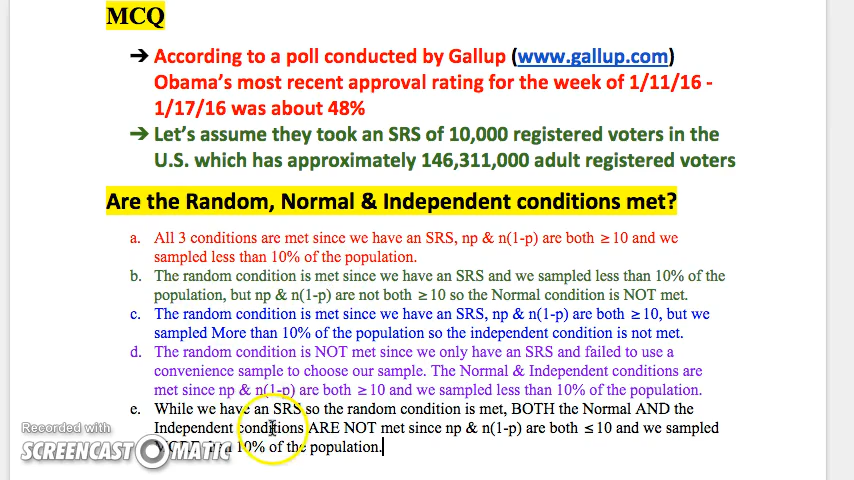 MCQ
➔ According to a poll conducted by Gallup (www.gallup.com)
Obama's most recent approval rating for the week of 1/11/16 -
1/17/16 was about 48%
➔ Let's assume they took an SRS of 10,000 registered voters in the
U.S. which has approximately 146,311,000 adult registered voters
Are the Random, Normal & Independent conditions met?
a. All 3 conditions are met since we have an SRS, np & n(1-p) are both ≥ 10 and we
sampled less than 10% of the population.
b. The random condition is met since we have an SRS and we sampled less than 10% of the
population, but np & n(1-p) are not both ≥ 10 so the Normal condition is NOT met.
c. The random condition is met since we have an SRS, np & n(1-p) are both ≥ 10, but we
sampled More than 10% of the population so the independent condition is not met.
d. The random condition is NOT met since we only have an SRS and failed to use a
convenience sample to choose our sample. The Normal & Independent conditions are
met since np & n(1-p) are both ≥ 10 and we sampled less than 10% of the population.
e. While we have an SRS so the random condition is met, BOTH the Normal AND the
Independent conditions ARE NOT met since np & n(1-p) are both ≤ 10 and we sampled
10% of the population.
Recorded with
SCREENCAST MATIC